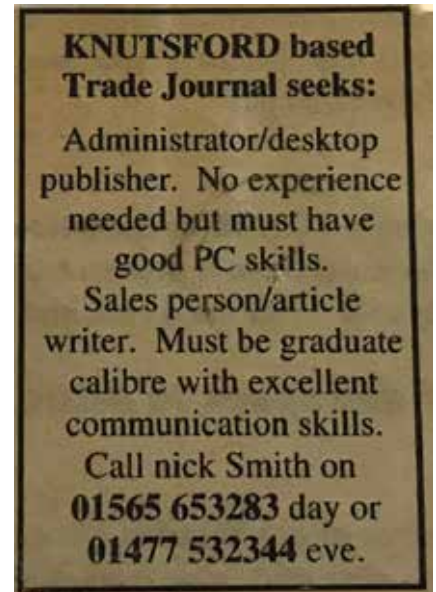 KNUTSFORD based
Trade Journal seeks:
Administrator/desktop
publisher. No experience
needed but must have
good PC skills.
Sales person/article
writer. Must be graduate
calibre with excellent
communication skills.
Call nick Smith on
01565 653283 day or
01477 532344 eve.